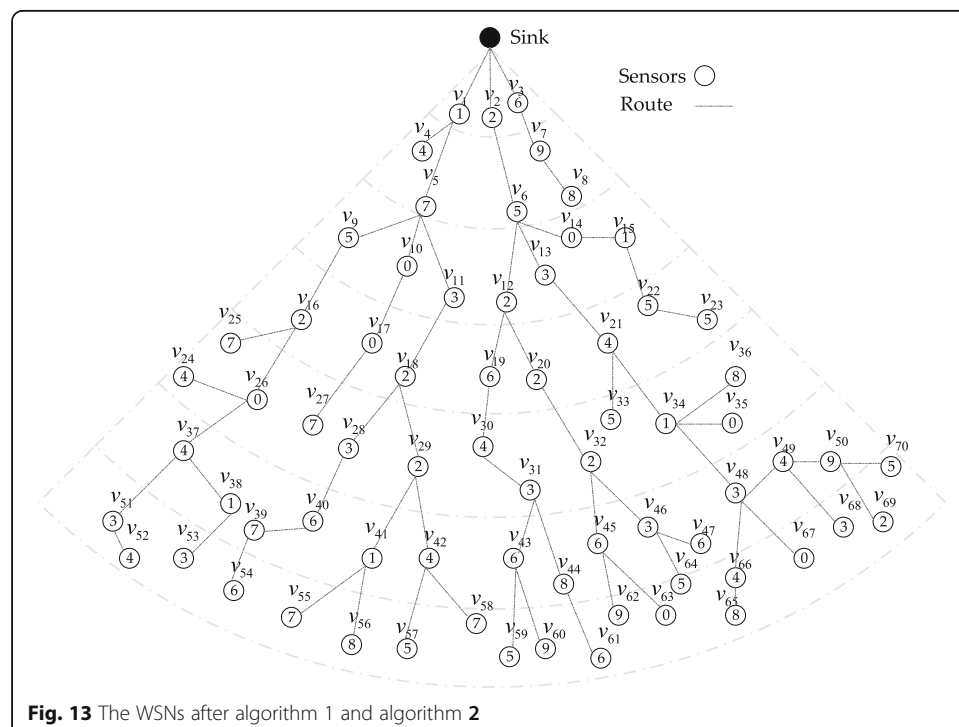 Sink
Sensors
Route
v1 v2 v3
1 2 6
v4 v7
4 9
v5 v6 v8
7 5 8
v9 v10 v11 v12 v13 v14 v15
5 0 3 2 3 0 1
v16 v17 v18 v19 v20 v21 v22 v23
2 0 2 6 2 4 5 5
v25 v24 v26 v27 v28 v29 v30 v31 v32 v33 v34 v35 v36
7 4 0 7 3 2 4 3 2 5 1 0 8
v37 v38 v39 v40 v41 v42 v43 v44 v45 v46 v47 v48 v49 v50
4 1 7 6 1 4 6 8 6 3 6 3 4 9
v51 v52 v53 v54 v55 v56 v57 v58 v59 v60 v61 v62 v63 v64 v65 v66 v67 v68 v69 v70
3 4 3 6 7 8 5 7 5 9 6 9 0 5 8 4 0 3 2 5
Fig. 13 The WSNs after algorithm 1 and algorithm 2